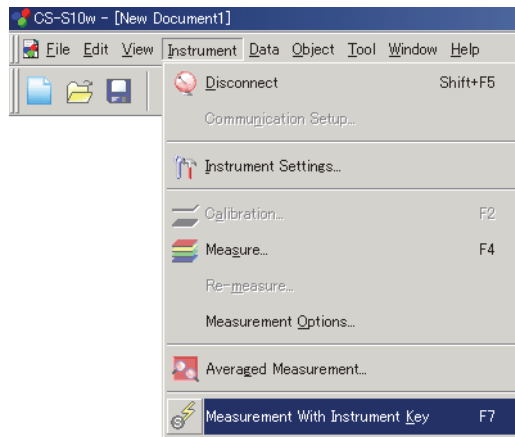 CS-S10w - [New Document1]
File Edit View Instrument Data Object Tool Window Help
Disconnect Shift+F5
Communication Setup...
Instrument Settings...
Calibration... F2
Measure... F4
Re-measure...
Measurement Options...
Averaged Measurement...
Measurement With Instrument Key F7